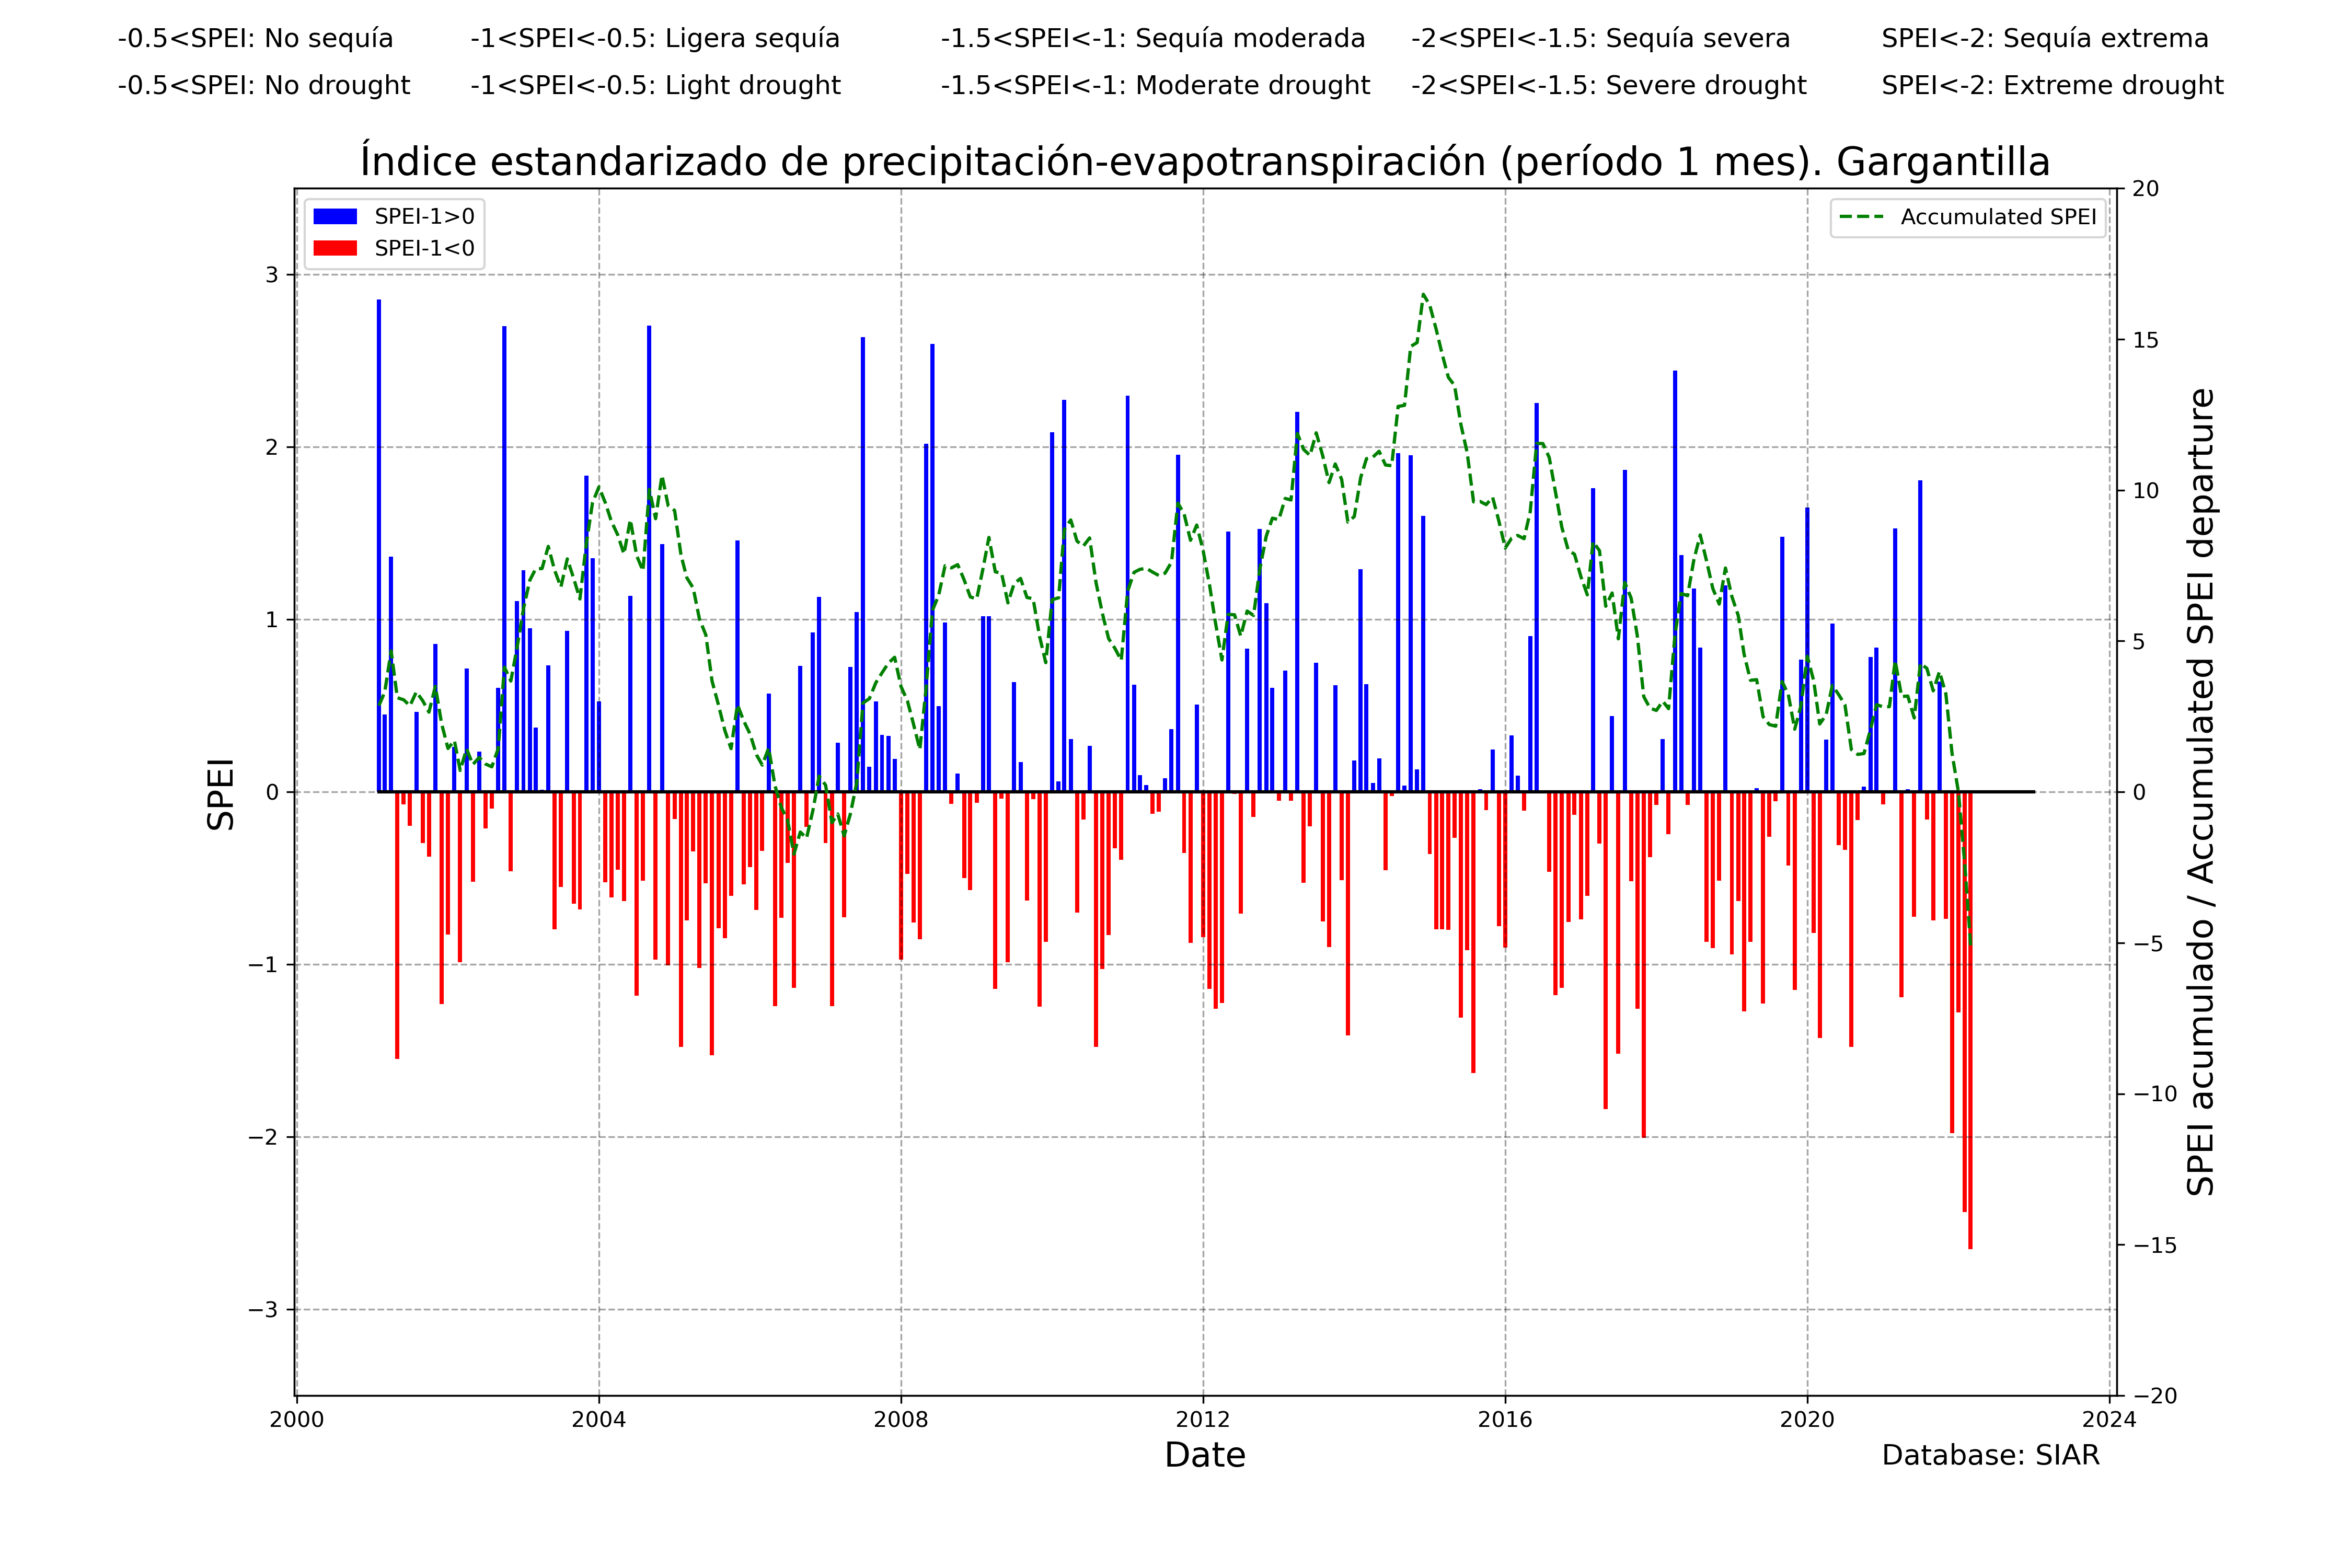 -0.5<SPEI: No sequía -1<SPEI<-0.5: Ligera sequía -1.5<SPEI<-1: Sequía moderada -2<SPEI<-1.5: Sequía severa SPEI<-2: Sequía extrema
-0.5<SPEI: No drought -1<SPEI<-0.5: Light drought -1.5<SPEI<-1: Moderate drought -2<SPEI<-1.5: Severe drought SPEI<-2: Extreme drought
Índice estandarizado de precipitación-evapotranspiración (período 1 mes). Gargantilla
SPEI-1>0
SPEI-1<0
Accumulated SPEI
SPEI
3
2
1
0
−1
−2
−3
20
15
10
5
0
−5
−10
−15
−20
SPEI acumulado / Accumulated SPEI departure
2000 2004 2008 2012 2016 2020 2024
Date
Database: SIAR